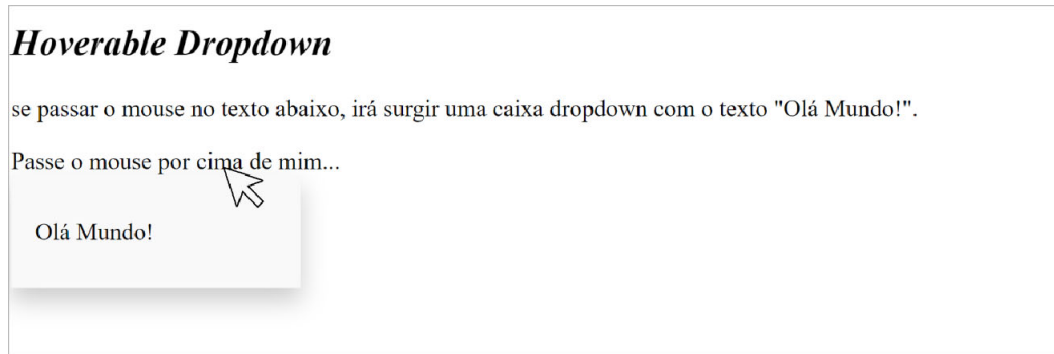 Hoverable Dropdown
se passar o mouse no texto abaixo, irá surgir uma caixa dropdown com o texto "Olá Mundo!".
Passe o mouse por cima de mim...
Olá Mundo!